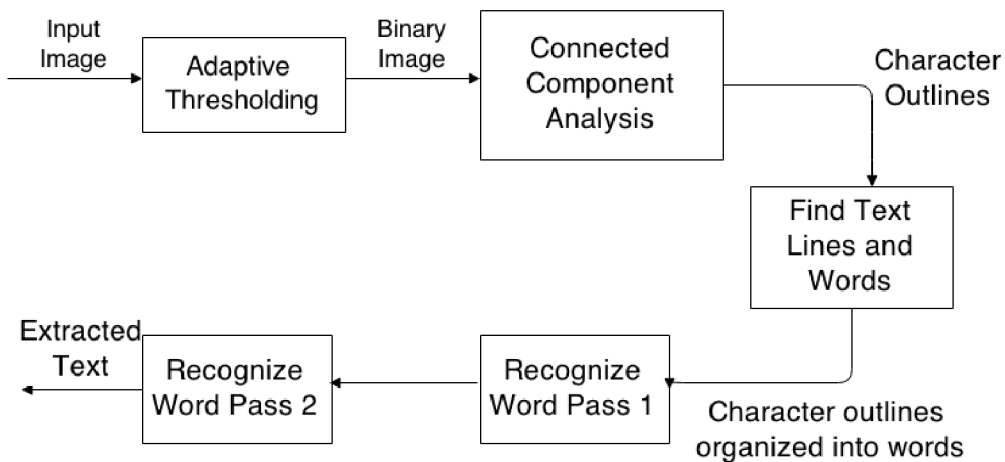 Input
Image
Adaptive
Thresholding
Binary
Image
Connected
Component
Analysis
Character
Outlines
Find Text
Lines and
Words
Character outlines
organized into words
Recognize
Word Pass 1
Recognize
Word Pass 2
Extracted
Text